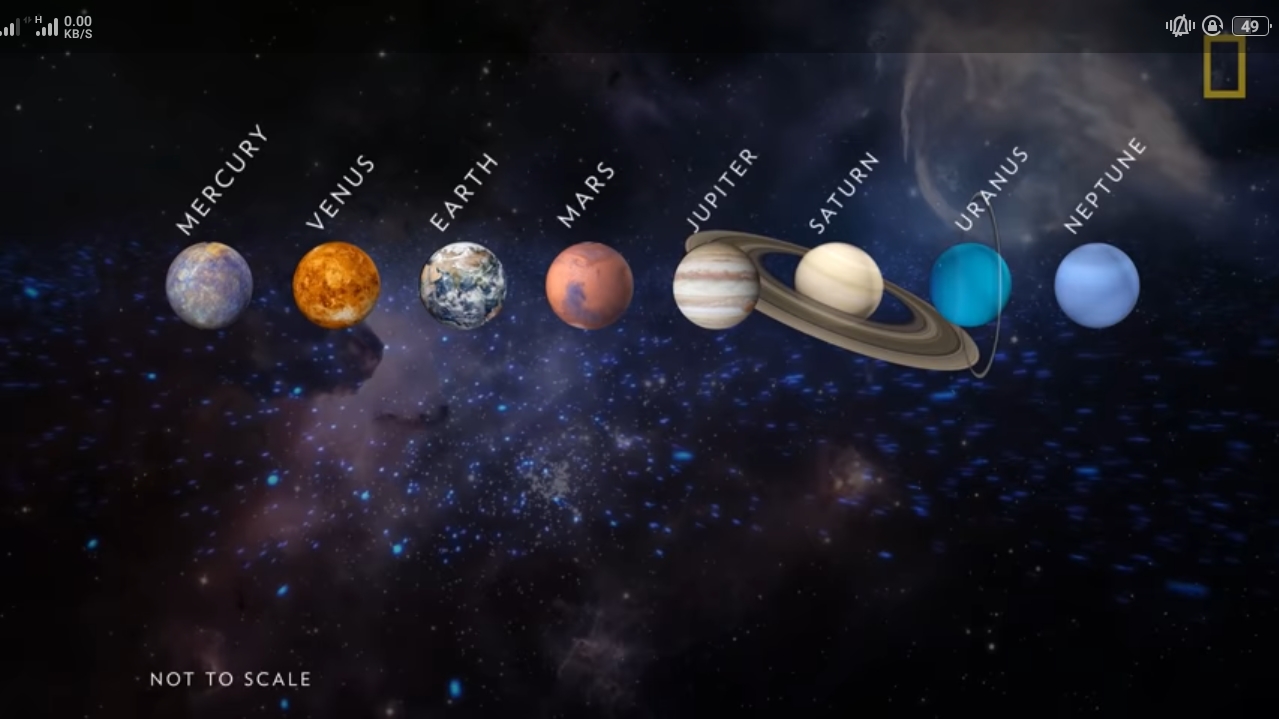 H 0.00
KB/S
49
MERCURY
VENUS
EARTH
MARS
JUPITER
SATURN
URANUS
NEPTUNE
NOT TO SCALE